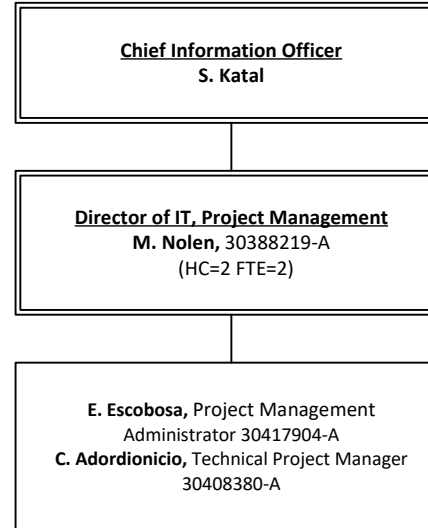 Chief Information Officer
S. Katal
Director of IT, Project Management
M. Nolen, 30388219-A
(HC=2 FTE=2)
E. Escobosa, Project Management
Administrator 30417904-A
C. Adordionicio, Technical Project Manager
30408380-A